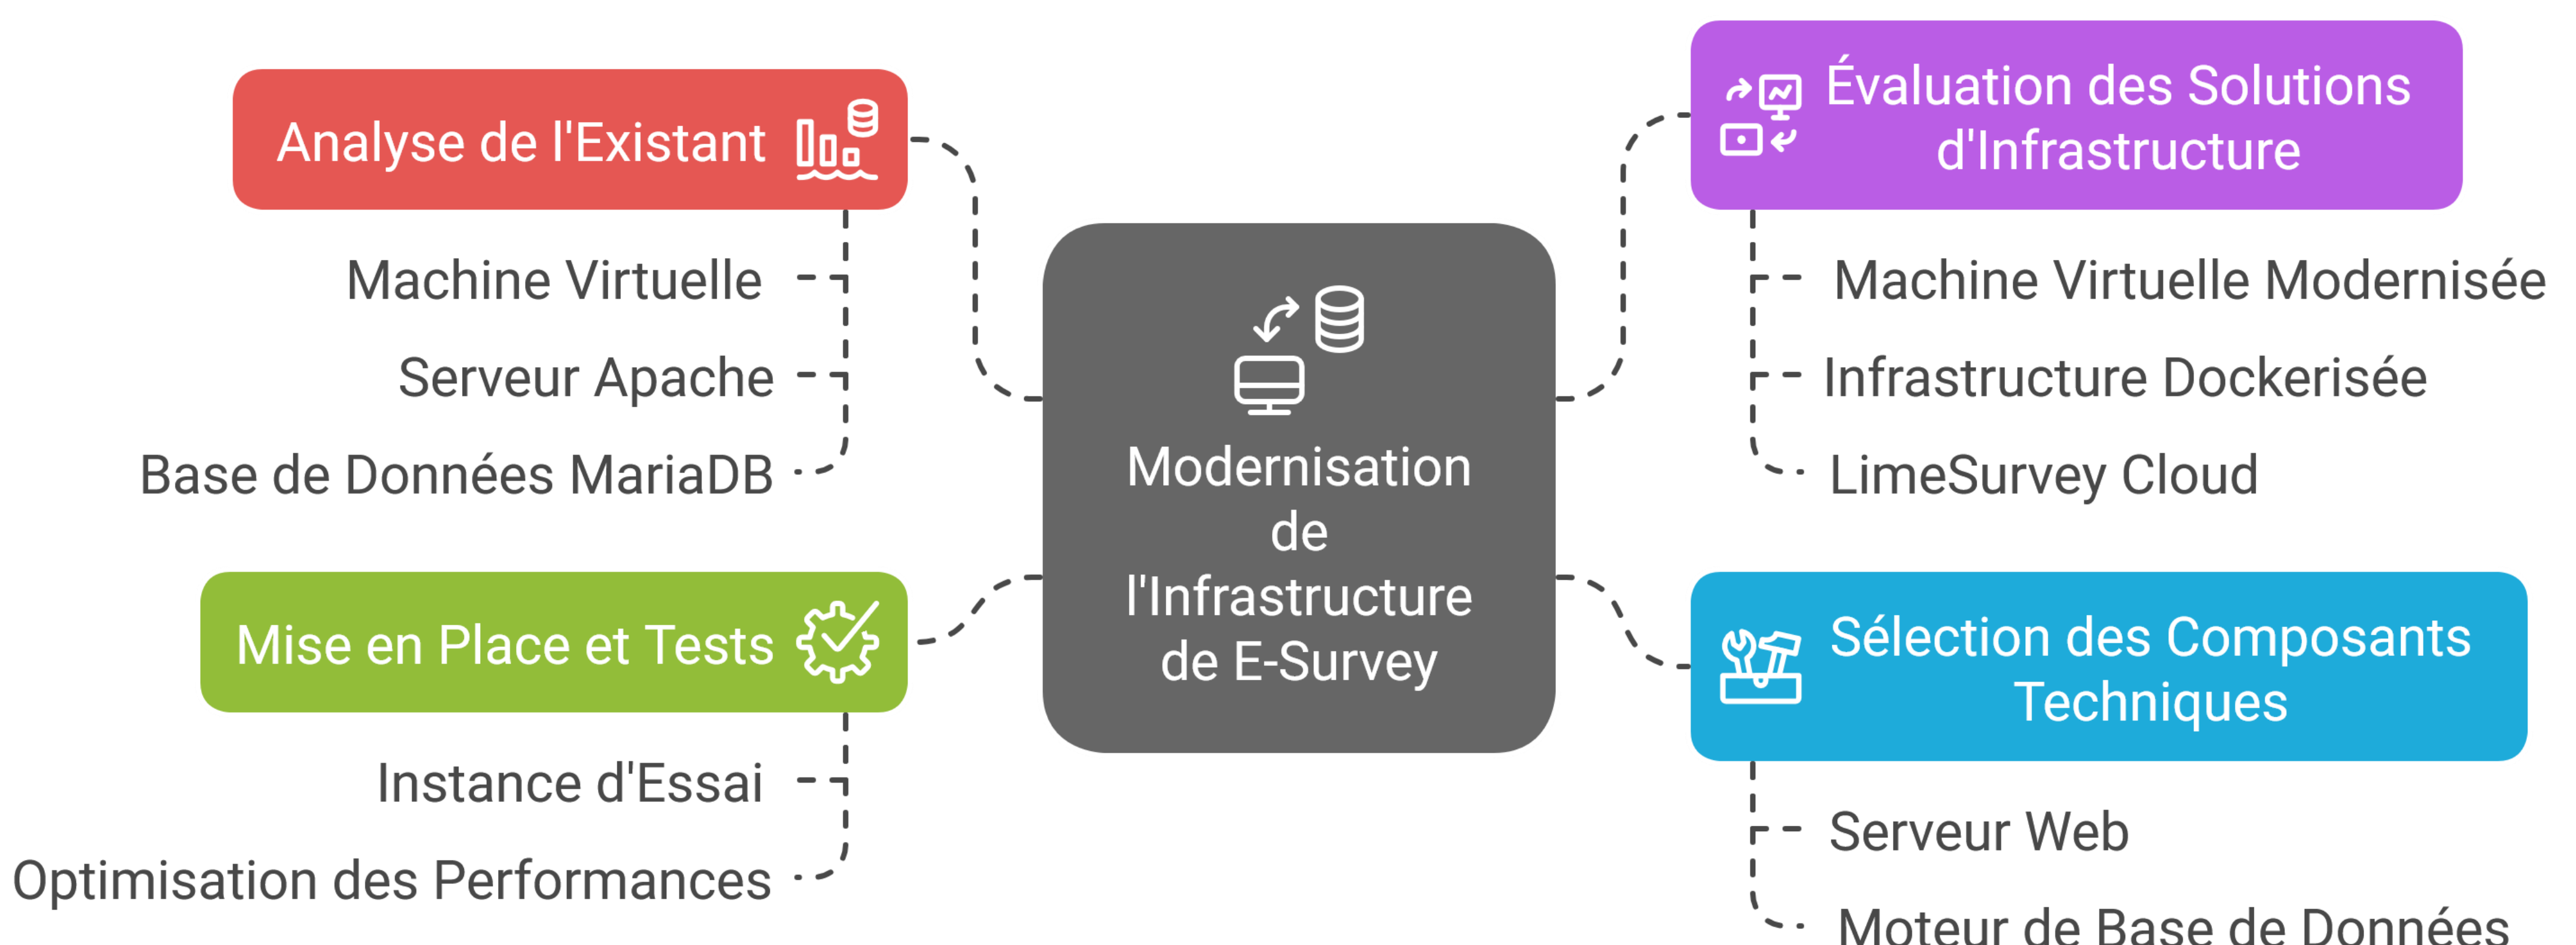 Analyse de l'Existant
Machine Virtuelle
Serveur Apache
Base de Données MariaDB
Mise en Place et Tests
Instance d'Essai
Optimisation des Performances
Modernisation
de
l'Infrastructure
de E-Survey
Évaluation des Solutions
d'Infrastructure
Machine Virtuelle Modernisée
Infrastructure Dockerisée
LimeSurvey Cloud
Sélection des Composants
Techniques
Serveur Web
Moteur de Base de Données